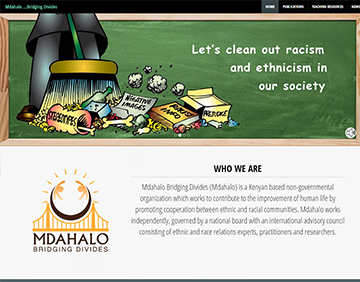 Mdahalo ...Bridging Divides
HOME
PUBLICATIONS
TEACHING RESOURCES
Let's clean out racism
and ethnicism in
our society
STEREOTYPES
NEGATIVE
IMAGES
PREJUDICE
WHO WE ARE
Mdahalo Bridging Divides (Mdahalo) is a Kenyan based non-governmental
organization which works to contribute to the improvement of human life by
promoting cooperation between ethnic and racial communities. Mdahalo works
independently, governed by a national board with an international advisory council
consisting of ethnic and race relations experts, practitioners and researchers.
MDAHALO
BRIDGING DIVIDES